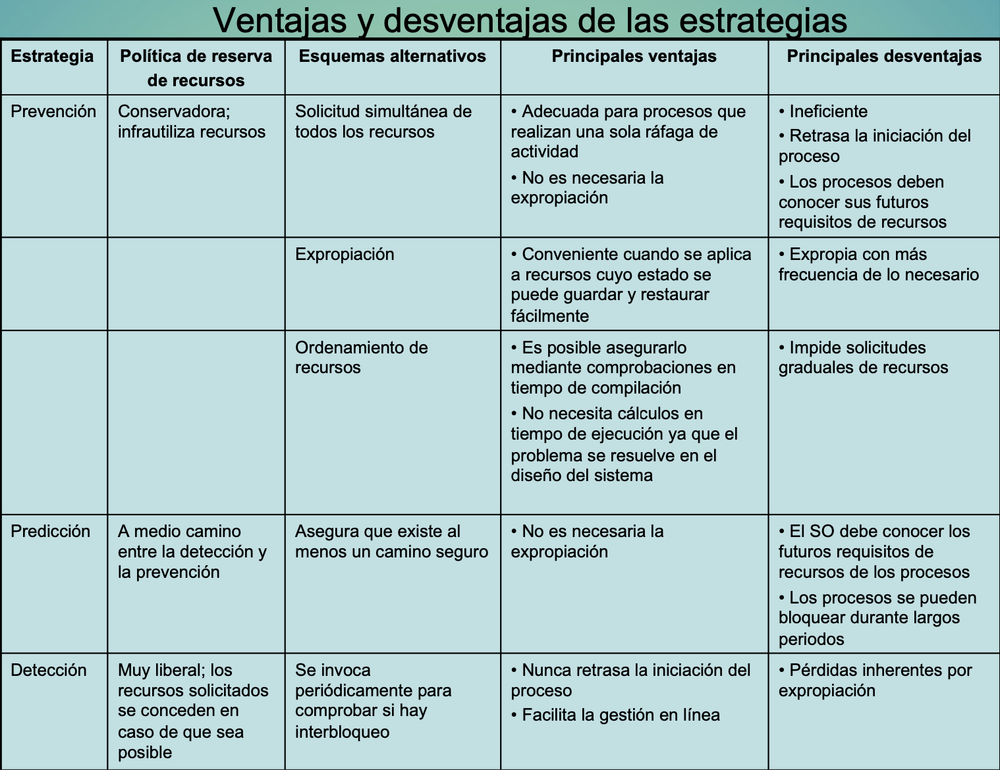 Ventajas y desventajas de las estrategias
Estrategia
Política de reserva
de recursos
Esquemas alternativos
Principales ventajas
Principales desventajas
Prevención
Conservadora;
infrautiliza recursos
Solicitud simultánea de
todos los recursos
• Adecuada para procesos que
realizan una sola ráfaga de
actividad
• No es necesaria la
expropiación
• Ineficiente
• Retrasa la iniciación del
proceso
• Los procesos deben
conocer sus futuros
requisitos de recursos
Expropiación
• Conveniente cuando se aplica
a recursos cuyo estado se
puede guardar y restaurar
fácilmente
• Expropia con más
frecuencia de lo necesario
Ordenamiento de
recursos
• Es posible asegurarlo
mediante comprobaciones en
tiempo de compilación
• No necesita cálculos en
tiempo de ejecución ya que el
problema se resuelve en el
diseño del sistema
• Impide solicitudes
graduales de recursos
Predicción
A medio camino
entre la detección y
la prevención
Asegura que existe al
menos un camino seguro
• No es necesaria la
expropiación
• El SO debe conocer los
futuros requisitos de
recursos de los procesos
• Los procesos se pueden
bloquear durante largos
periodos
Detección
Muy liberal; los
recursos solicitados
se conceden en
caso de que sea
posible
Se invoca
periódicamente para
comprobar si hay
interbloqueo
• Nunca retrasa la iniciación del
proceso
• Facilita la gestión en línea
• Pérdidas inherentes por
expropiación